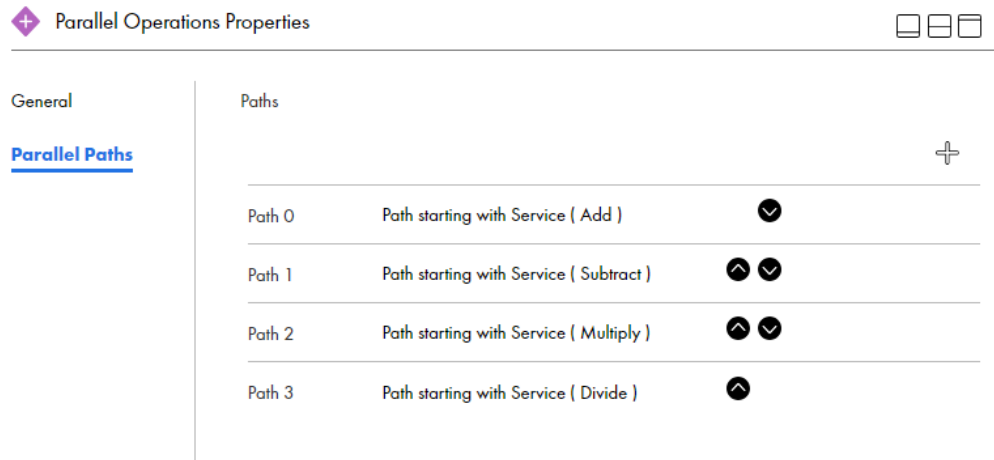 Parallel Operations Properties
General
Parallel Paths
Paths
Path 0 Path starting with Service ( Add )
Path 1 Path starting with Service ( Subtract )
Path 2 Path starting with Service ( Multiply )
Path 3 Path starting with Service ( Divide )